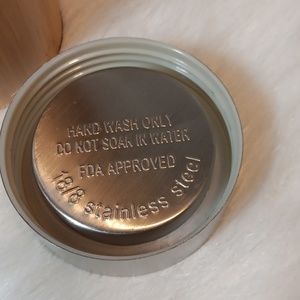 HAND WASH ONLY
DO NOT SOAK IN WATER
FDA APPROVED
18/8 stainless steel